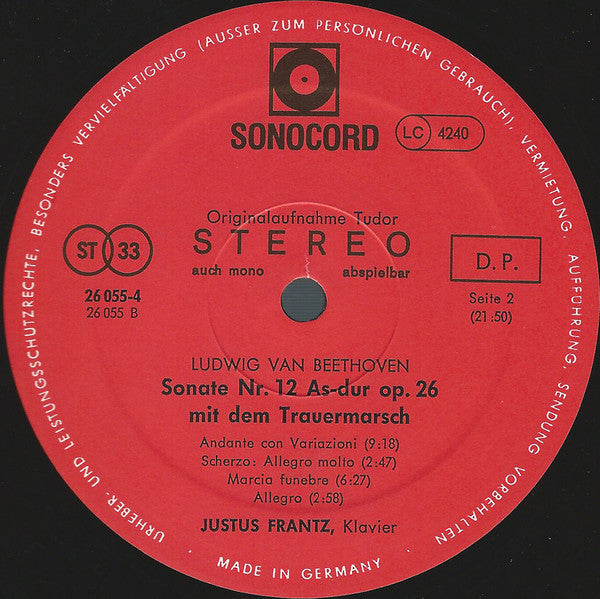 URHEBER- UND LEISTUNGSSCHUTZRECHTE, BESONDERS VERVIELFÄLTIGUNG (AUSSER ZUM PERSÖNLICHEN GEBRAUCH), VERMIETUNG, AUFFÜHRUNG, SENDUNG VORBEHALTEN
SONOCORD
LC 4240
Originalaufnahme Tudor
STEREO
auch mono abspielbar
ST 33
D. P.
26 055-4
26 055 B
Seite 2
(21:50)
LUDWIG VAN BEETHOVEN
Sonate Nr. 12 As-dur op. 26
mit dem Trauermarsch
Andante con Variazioni (9:18)
Scherzo: Allegro molto (2:47)
Marcia funebre (6:27)
Allegro (2:58)
JUSTUS FRANTZ, Klavier
· MADE IN GERMANY ·